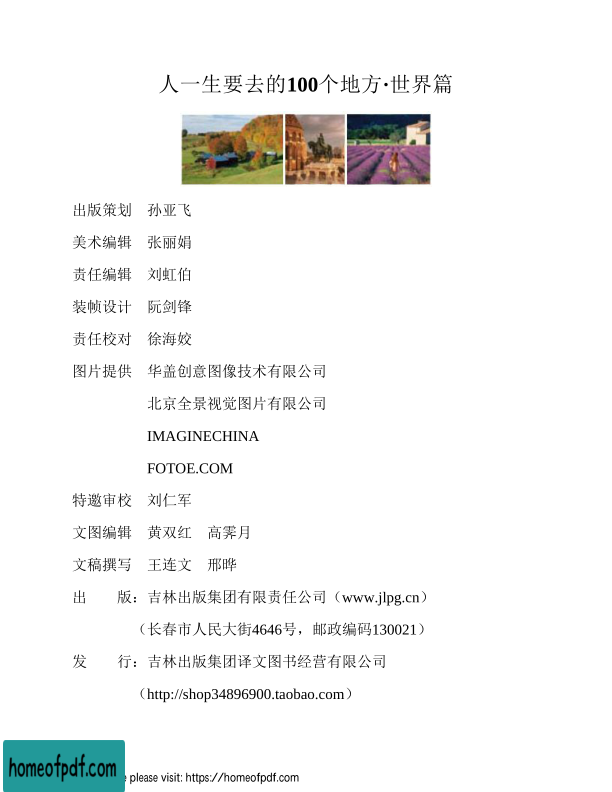 人一生要去的100个地方·世界篇
出版策划 孙亚飞
美术编辑 张丽娟
责任编辑 刘虹伯
装帧设计 阮剑锋
责任校对 徐海姣
图片提供 华盖创意图像技术有限公司
北京全景视觉图片有限公司
IMAGINECHINA
FOTOE.COM
特邀审校 刘仁军
文图编辑 黄双红 高霁月
文稿撰写 王连文 邢晔
出 版：吉林出版集团有限责任公司（www.jlpg.cn）
（长春市人民大街4646号，邮政编码130021）
发 行：吉林出版集团译文图书经营有限公司
（http://shop34896900.taobao.com）
homeofpdf.com
e please visit: https://homeofpdf.com